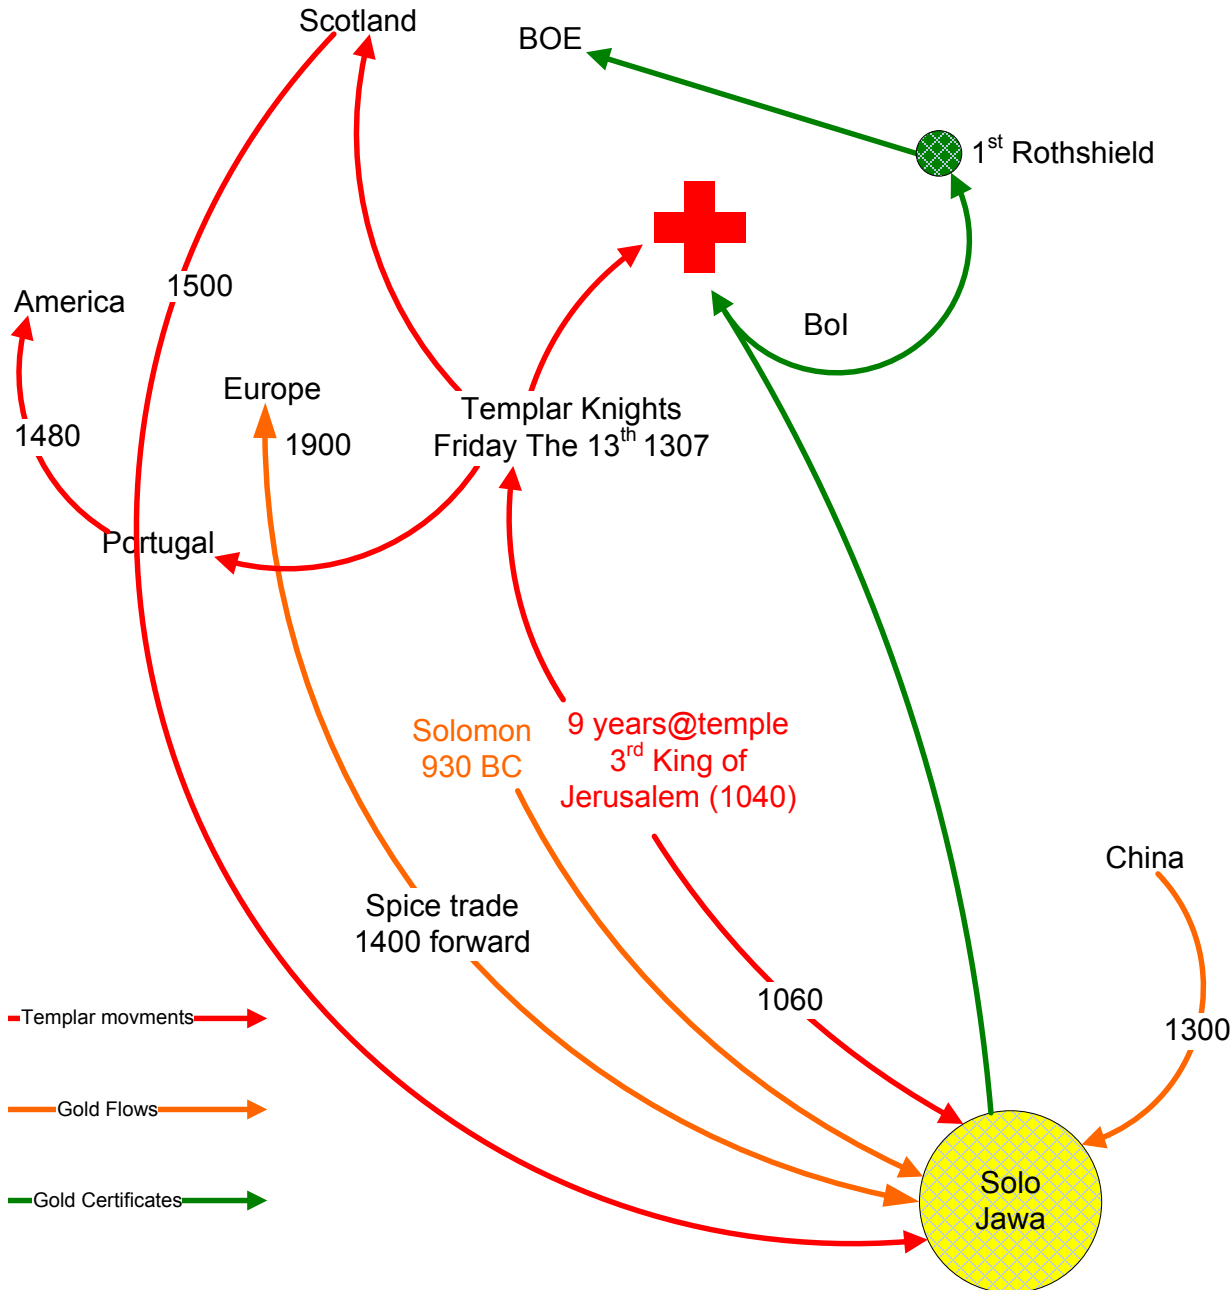 Scotland
BOE
1st Rothshield
1500
America
BoI
Europe
1900
Templar Knights
Friday The 13th 1307
1480
Portugal
Solomon
930 BC
9 years@temple
3rd King of
Jerusalem (1040)
China
Spice trade
1400 forward
1060
1300
Templar movments
Gold Flows
Gold Certificates
Solo
Jawa